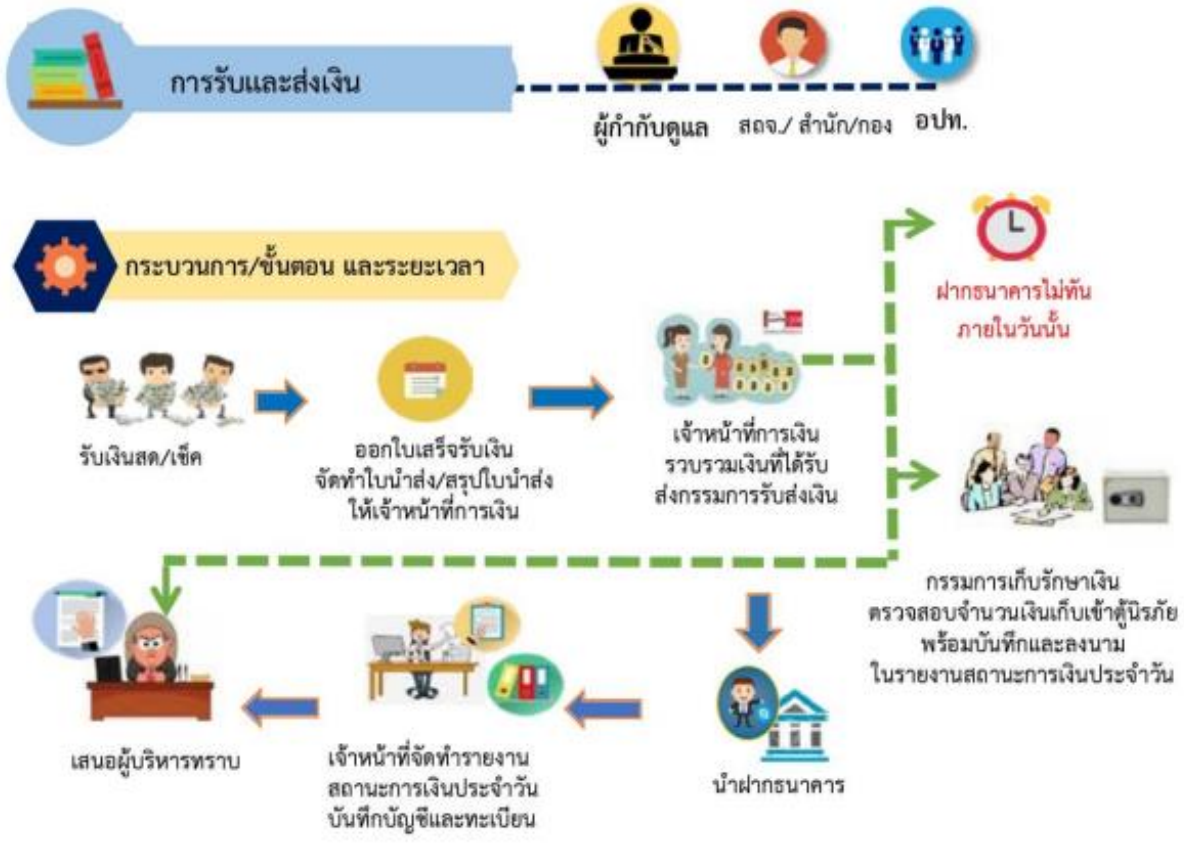 การรับและส่งเงิน
ผู้กำกับดูแล
สถจ./ สำนัก/กอง
อปท.
กระบวนการ/ขั้นตอน และระยะเวลา
ฝากธนาคารไม่ทัน
ภายในวันนั้น
รับเงินสด/เช็ค
ออกใบเสร็จรับเงิน
จัดทำใบนำส่ง/สรุปใบนำส่ง
ให้เจ้าหน้าที่การเงิน
เจ้าหน้าที่การเงิน
รวบรวมเงินที่ได้รับ
ส่งกรรมการรับส่งเงิน
กรรมการเก็บรักษาเงิน
ตรวจสอบจำนวนเงินเก็บเข้าตู้นิรภัย
พร้อมบันทึกและลงนาม
ในรายงานสถานะการเงินประจำวัน
นำฝากธนาคาร
เจ้าหน้าที่จัดทำรายงาน
สถานะการเงินประจำวัน
บันทึกบัญชีและทะเบียน
เสนอผู้บริหารทราบ